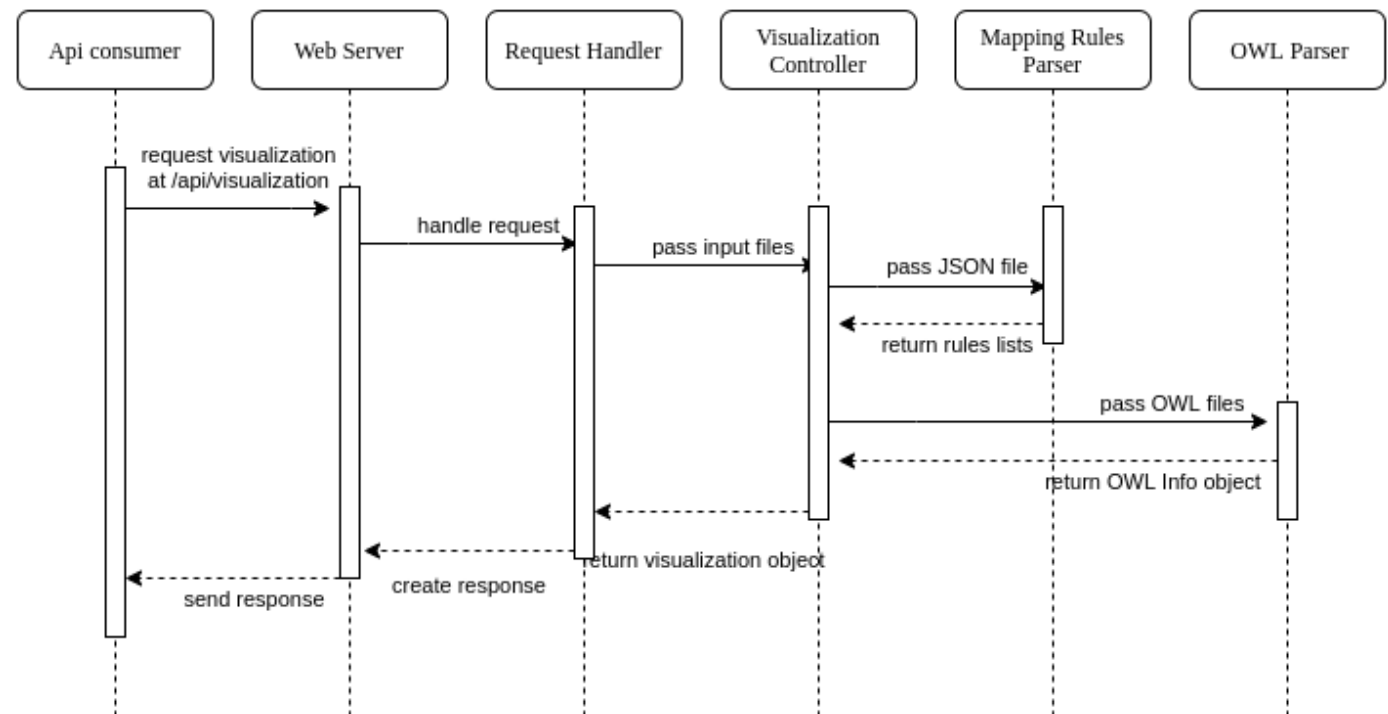 Api consumer
Web Server
Request Handler
Visualization
Controller
Mapping Rules
Parser
OWL Parser
request visualization
at /api/visualization
handle request
pass input files
pass JSON file
return rules lists
pass OWL files
return OWL Info object
return visualization object
create response
send response